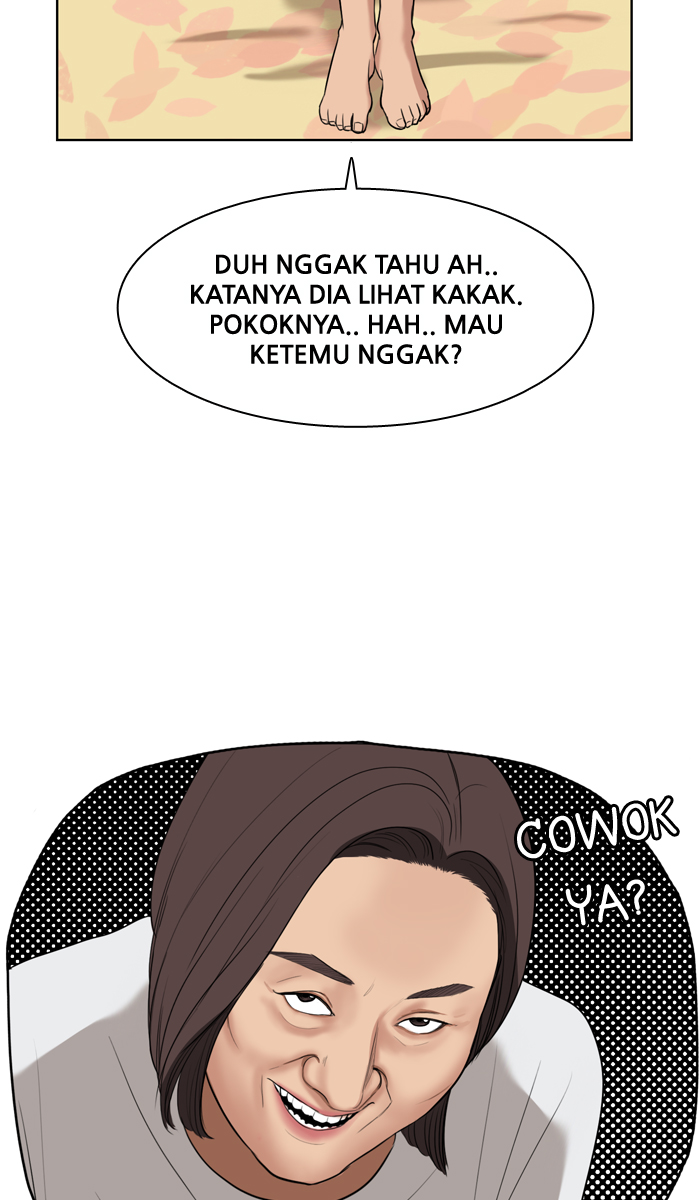 DUH NGGAK TAHU AH..
KATANYA DIA LIHAT KAKAK.
POKOKNYA.. HAH.. MAU
KETEMU NGGAK?
COWOK
YA?